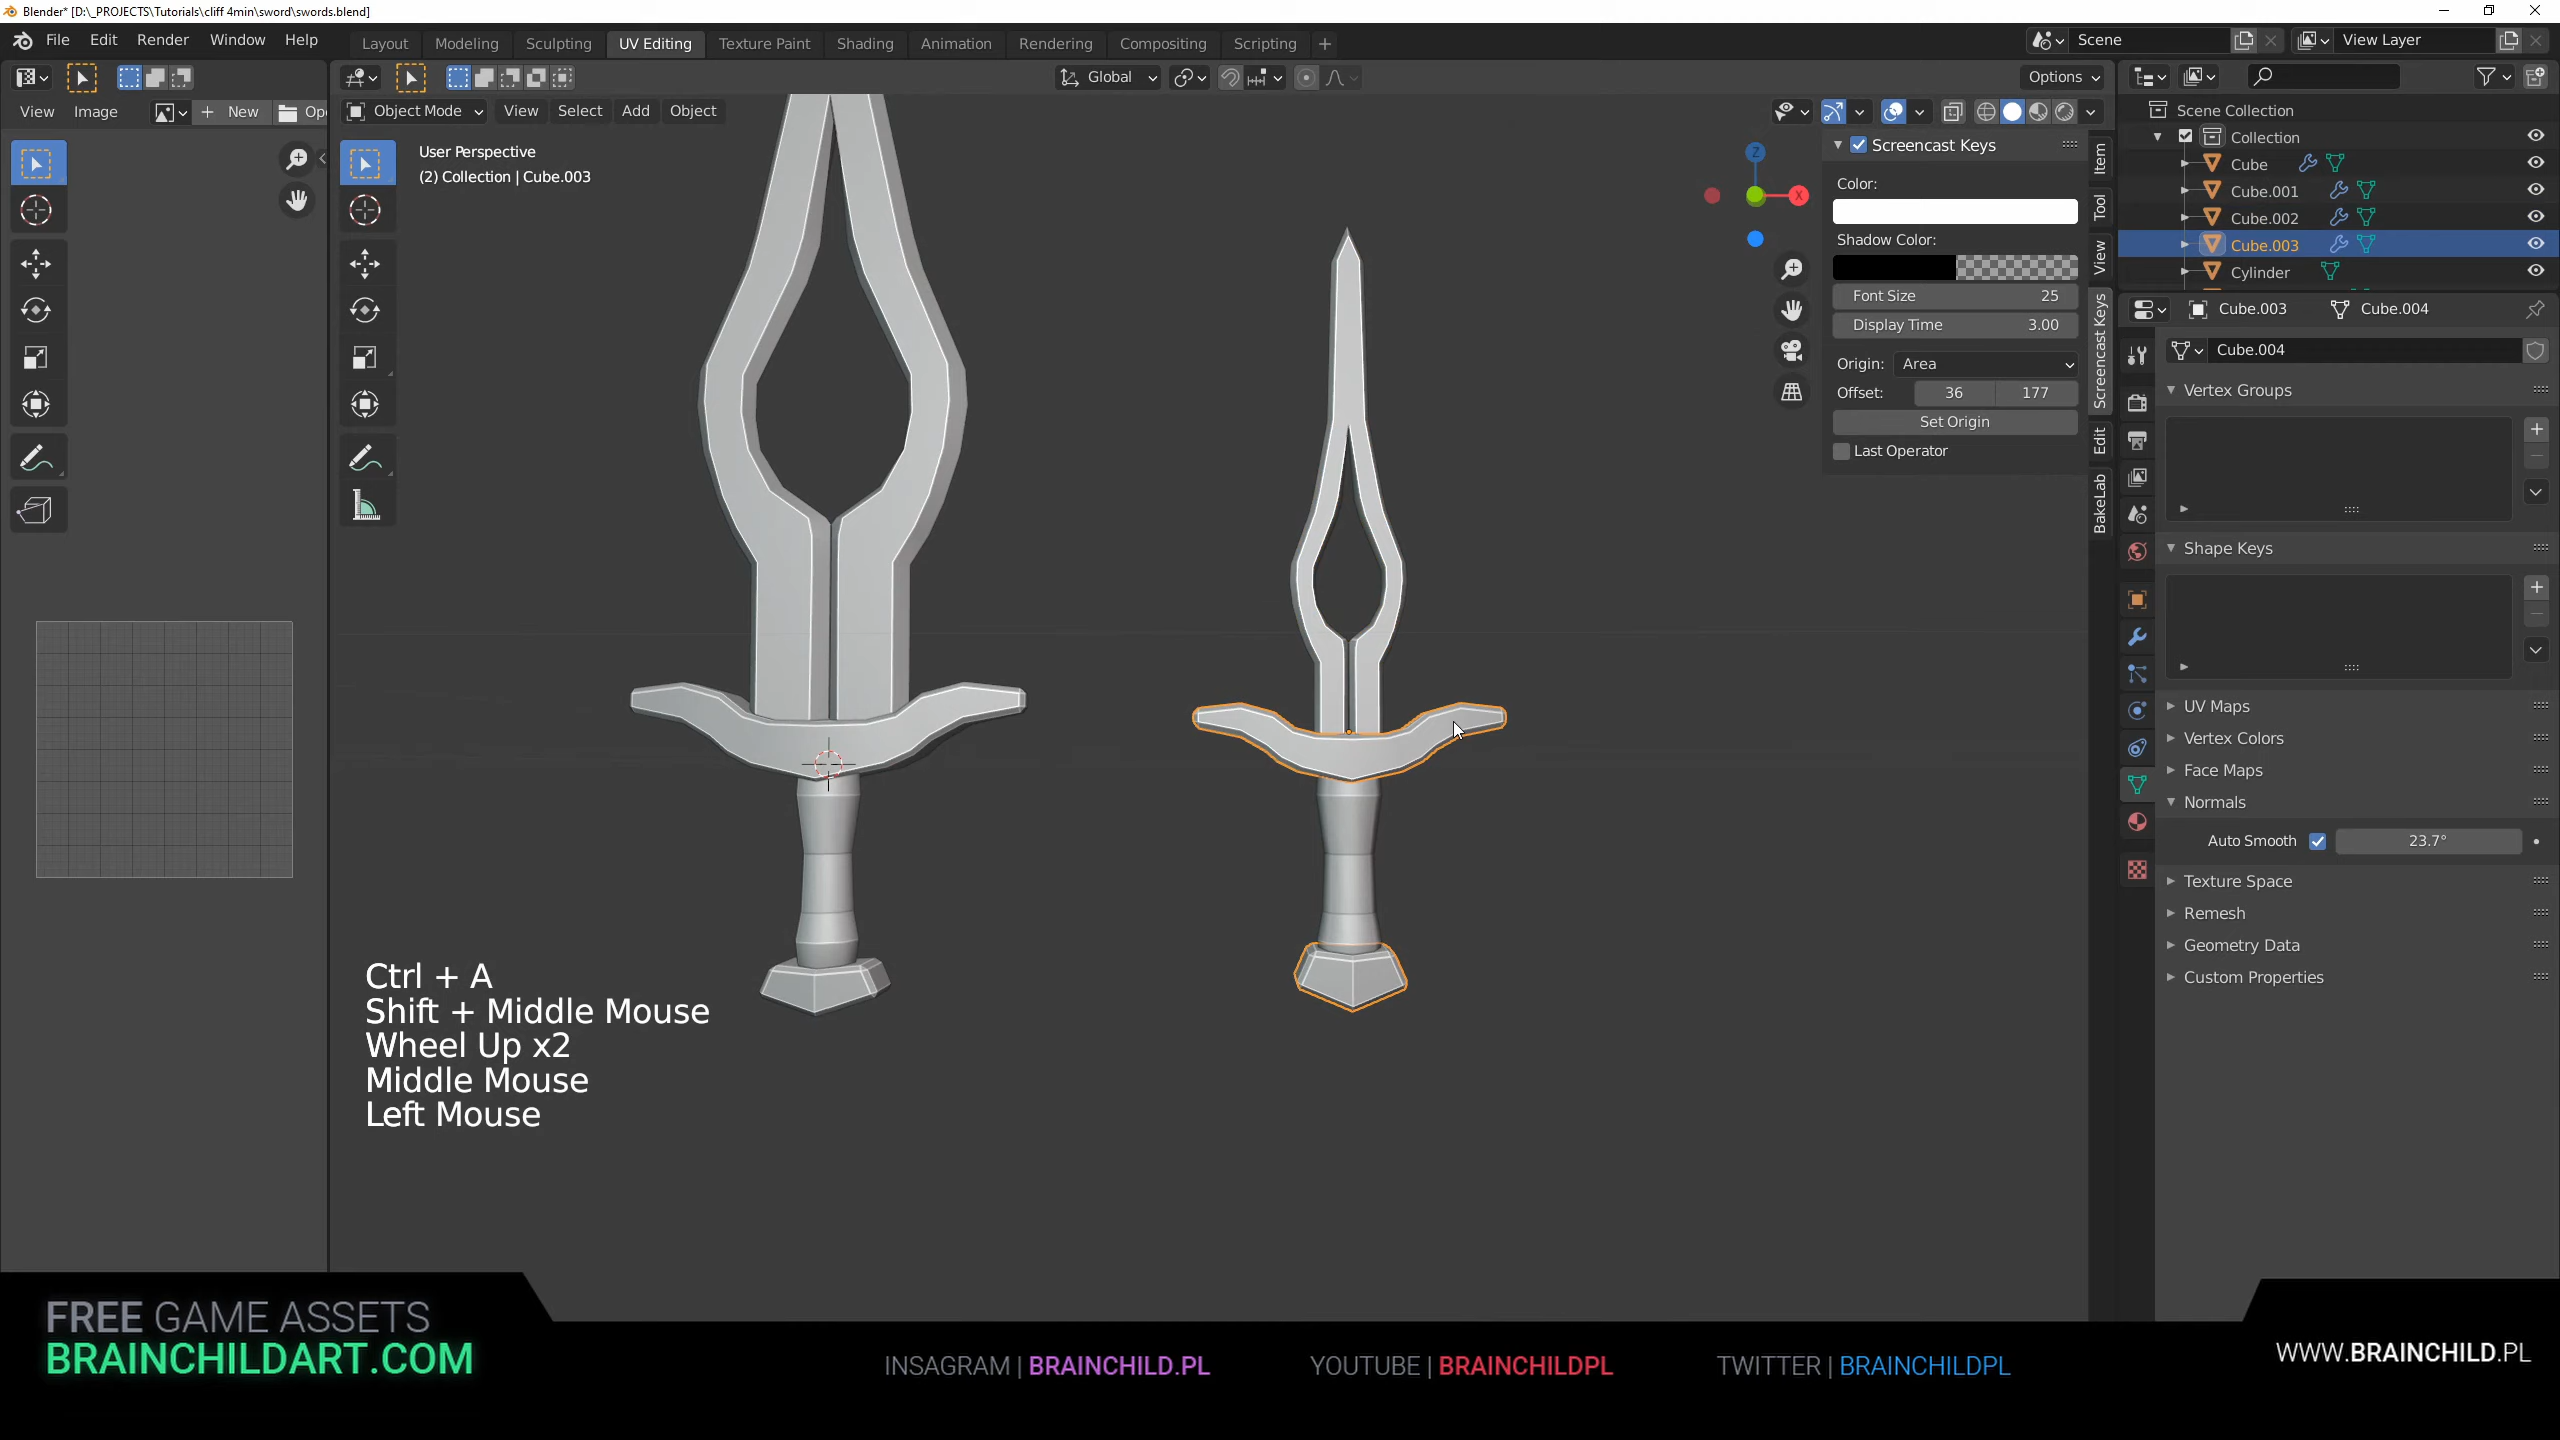 Blender* [D:\_PROJECTS\Tutorials\cliff 4min\sword\swords.blend]
File Edit Render Window Help
Layout Modeling Sculpting UV Editing Texture Paint Shading Animation Rendering Compositing Scripting +
Scene
View Layer
Global
Options
View Image
+ New
Op
Object Mode
View Select Add Object
User Perspective
(2) Collection | Cube.003
Z
X
Screencast Keys
Color:
Shadow Color:
Font Size 25
Display Time 3.00
Origin: Area
Offset: 36 177
Set Origin
Last Operator
Item
Tool
View
Screencast Keys
Edit
BakeLab
Scene Collection
Collection
Cube
Cube.001
Cube.002
Cube.003
Cylinder
Cube.003
Cube.004
Cube.004
Vertex Groups
Shape Keys
UV Maps
Vertex Colors
Face Maps
Normals
Auto Smooth 23.7°
Texture Space
Remesh
Geometry Data
Custom Properties
Ctrl + A
Shift + Middle Mouse
Wheel Up x2
Middle Mouse
Left Mouse
FREE GAME ASSETS
BRAINCHILDART.COM
INSAGRAM | BRAINCHILD.PL
YOUTUBE | BRAINCHILDPL
TWITTER | BRAINCHILDPL
WWW.BRAINCHILD.PL